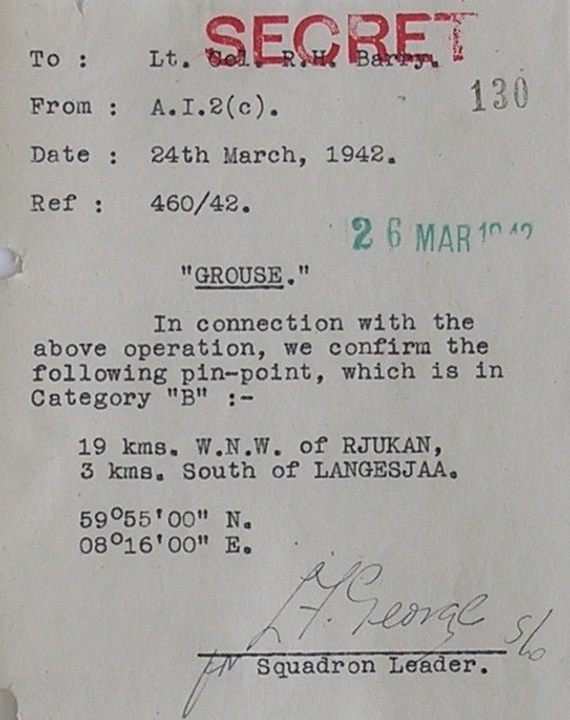 SECRET
To : Lt. Col. R.H. Barry.
130
From : A.I.2(c).
Date : 24th March, 1942.
Ref : 460/42.
26 MAR 1942
"GROUSE."
In connection with the
above operation, we confirm the
following pin-point, which is in
Category "B" :-
19 kms. W.N.W. of RJUKAN,
3 kms. South of LANGESJAA.
59°55'00" N.
08°16'00" E.
George
for Squadron Leader.